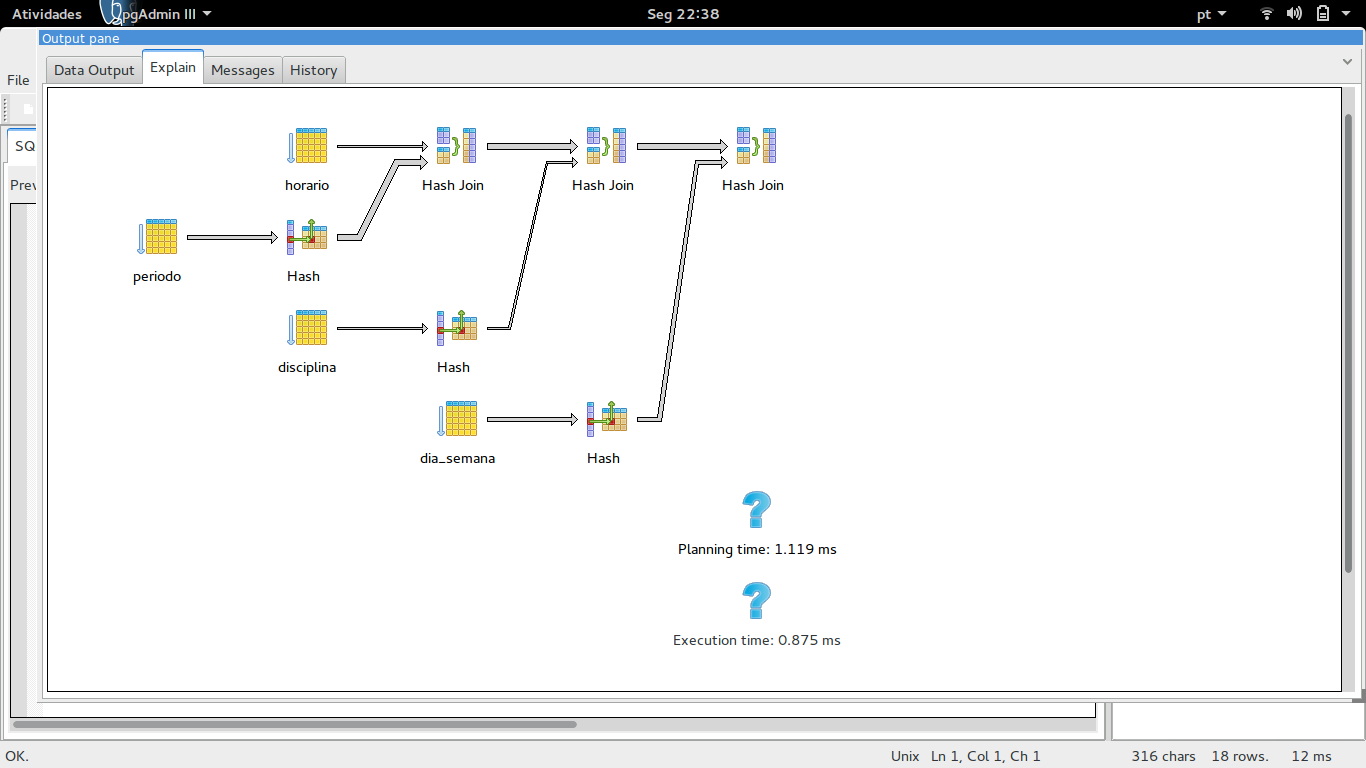 Atividades pgAdmin III Seg 22:38 pt
Output pane
Data Output Explain Messages History
File
SQ
Prev
horario Hash Join Hash Join Hash Join
periodo Hash
disciplina Hash
dia_semana Hash
Planning time: 1.119 ms
Execution time: 0.875 ms
OK. Unix Ln 1, Col 1, Ch 1 316 chars 18 rows. 12 ms